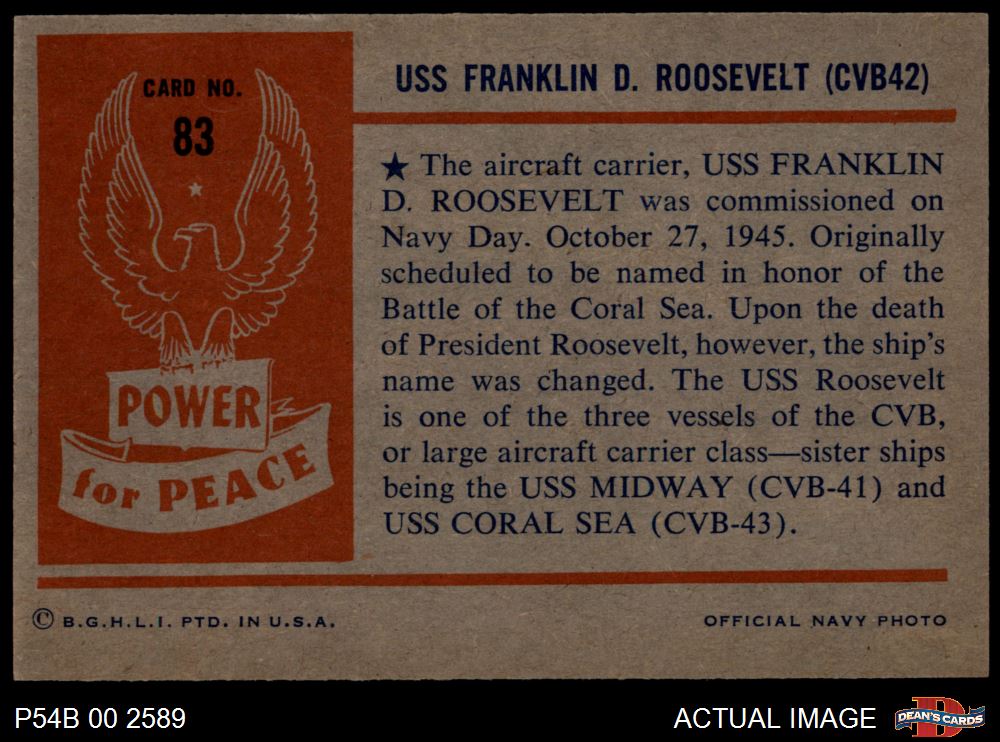 CARD NO.
83
POWER
for PEACE
USS FRANKLIN D. ROOSEVELT (CVB42)
★ The aircraft carrier, USS FRANKLIN
D. ROOSEVELT was commissioned on
Navy Day. October 27, 1945. Originally
scheduled to be named in honor of the
Battle of the Coral Sea. Upon the death
of President Roosevelt, however, the ship's
name was changed. The USS Roosevelt
is one of the three vessels of the CVB,
or large aircraft carrier class—sister ships
being the USS MIDWAY (CVB-41) and
USS CORAL SEA (CVB-43).
© B.G.H.L.I. PTD. IN U.S.A.
OFFICIAL NAVY PHOTO
P54B 00 2589
ACTUAL IMAGE
D
DEAN'S CARDS